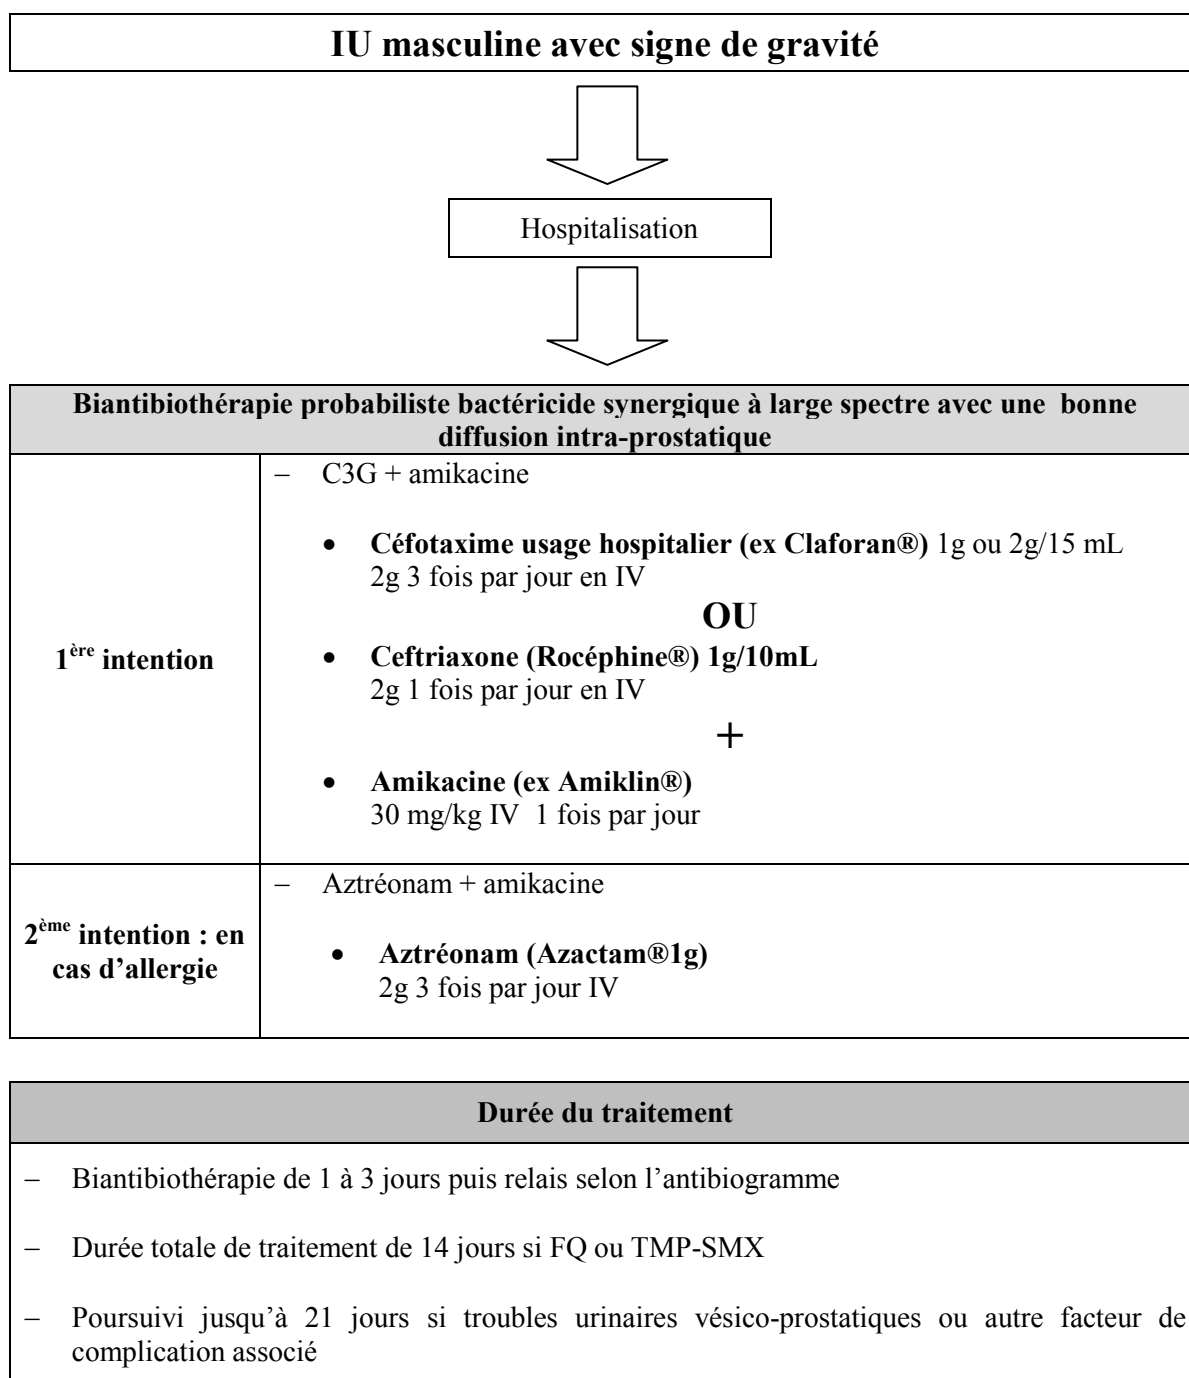 IU masculine avec signe de gravité
Hospitalisation
Biantibiothérapie probabiliste bactéricide synergique à large spectre avec une bonne
diffusion intra-prostatique
1ère intention
– C3G + amikacine
• Céfotaxime usage hospitalier (ex Claforan®) 1g ou 2g/15 mL
2g 3 fois par jour en IV
OU
• Ceftriaxone (Rocéphine®) 1g/10mL
2g 1 fois par jour en IV
+
• Amikacine (ex Amiklin®)
30 mg/kg IV 1 fois par jour
2ème intention : en
cas d’allergie
– Aztréonam + amikacine
• Aztréonam (Azactam®1g)
2g 3 fois par jour IV
Durée du traitement
– Biantibiothérapie de 1 à 3 jours puis relais selon l’antibiogramme
– Durée totale de traitement de 14 jours si FQ ou TMP-SMX
– Poursuivi jusqu’à 21 jours si troubles urinaires vésico-prostatiques ou autre facteur de
complication associé